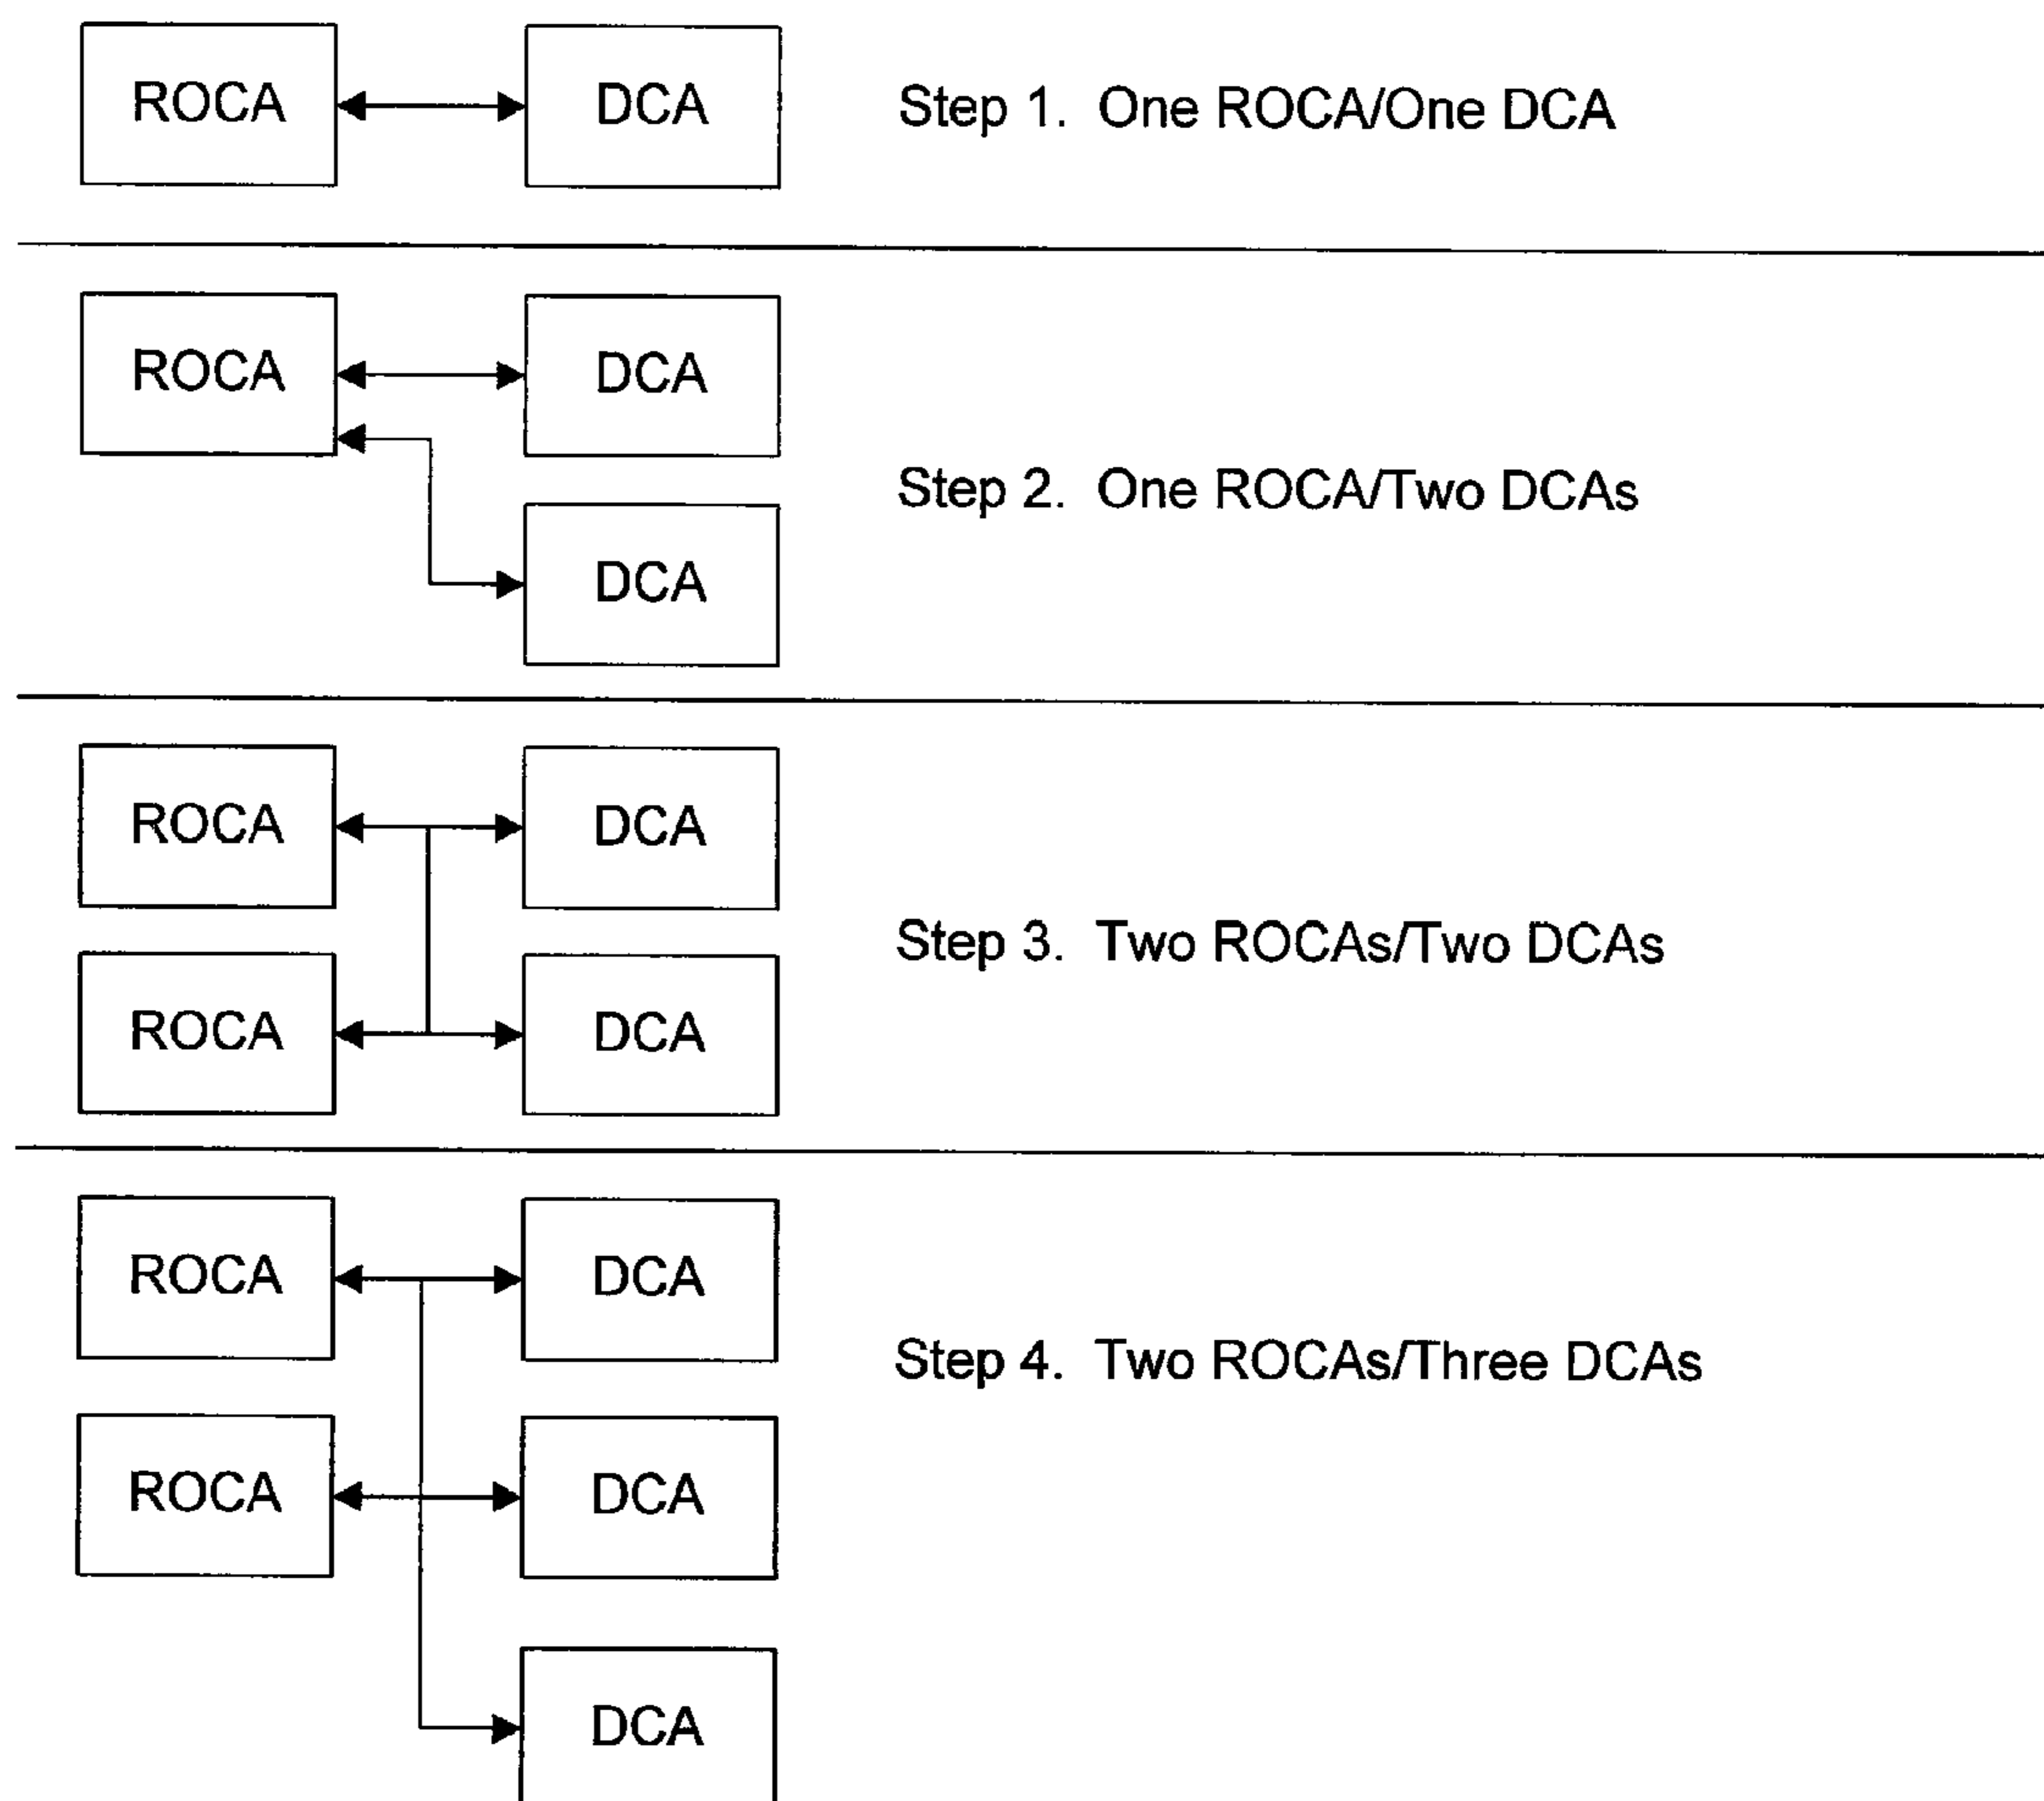 ROCA DCA Step 1. One ROCA/One DCA
ROCA DCA
Step 2. One ROCA/Two DCAs
DCA
ROCA DCA
Step 3. Two ROCAs/Two DCAs
ROCA DCA
ROCA DCA
Step 4. Two ROCAs/Three DCAs
ROCA DCA
DCA